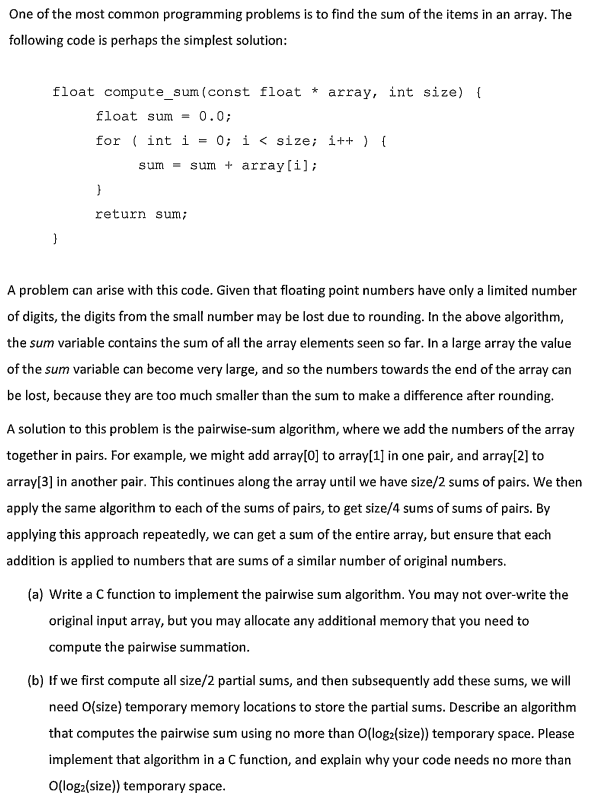 One of the most common programming problems is to find the sum of the items in an array. The
following code is perhaps the simplest solution:
float compute_sum(const float * array, int size) {
float sum = 0.0;
for ( int i = 0; i < size; i++ ) {
sum = sum + array[i];
}
return sum;
}
A problem can arise with this code. Given that floating point numbers have only a limited number
of digits, the digits from the small number may be lost due to rounding. In the above algorithm,
the sum variable contains the sum of all the array elements seen so far. In a large array the value
of the sum variable can become very large, and so the numbers towards the end of the array can
be lost, because they are too much smaller than the sum to make a difference after rounding.
A solution to this problem is the pairwise-sum algorithm, where we add the numbers of the array
together in pairs. For example, we might add array[0] to array[1] in one pair, and array[2] to
array[3] in another pair. This continues along the array until we have size/2 sums of pairs. We then
apply the same algorithm to each of the sums of pairs, to get size/4 sums of sums of pairs. By
applying this approach repeatedly, we can get a sum of the entire array, but ensure that each
addition is applied to numbers that are sums of a similar number of original numbers.
(a) Write a C function to implement the pairwise sum algorithm. You may not over-write the
original input array, but you may allocate any additional memory that you need to
compute the pairwise summation.
(b) If we first compute all size/2 partial sums, and then subsequently add these sums, we will
need O(size) temporary memory locations to store the partial sums. Describe an algorithm
that computes the pairwise sum using no more than O(log₂(size)) temporary space. Please
implement that algorithm in a C function, and explain why your code needs no more than
O(log₂(size)) temporary space.